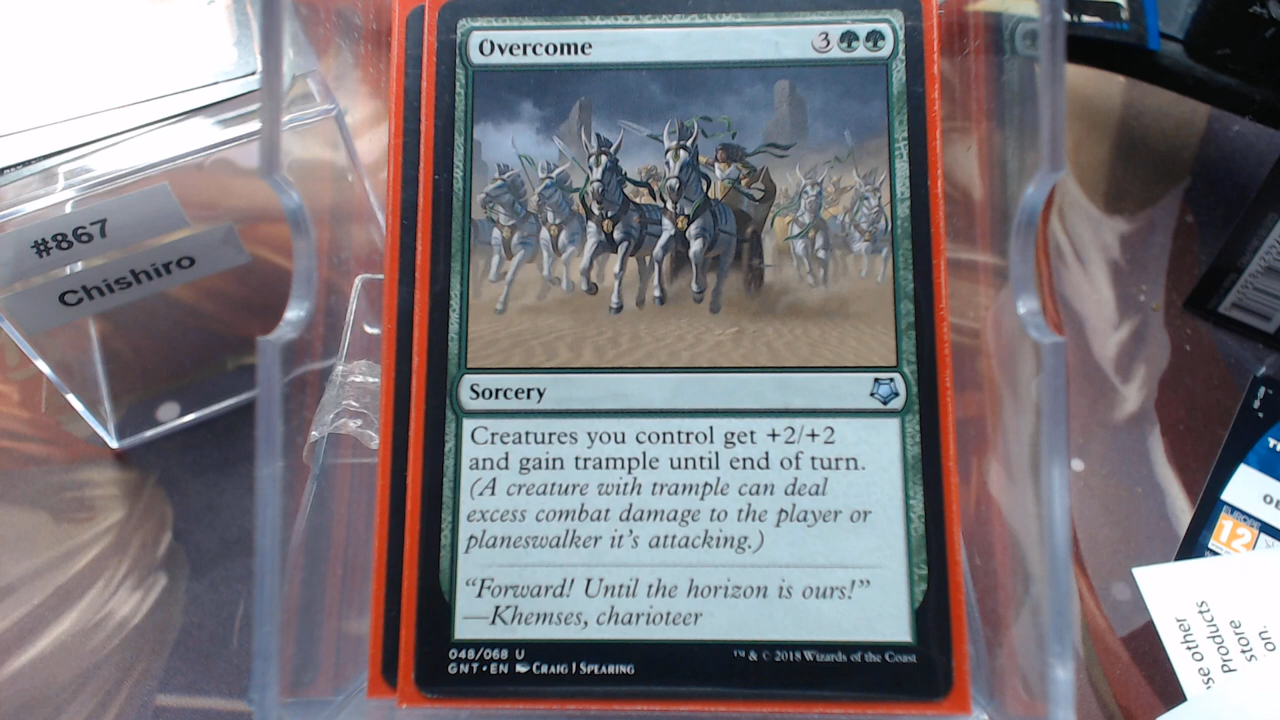 Overcome
3
Sorcery
Creatures you control get +2/+2
and gain trample until end of turn.
(A creature with trample can deal
excess combat damage to the player or
planeswalker it's attacking.)
"Forward! Until the horizon is ours!"
—Khemses, charioteer
048/068 U
GNT • EN Craig J Spearing
™ & © 2018 Wizards of the Coast
#867
Chishiro
EUROPE
12
se other
Products
store
on.